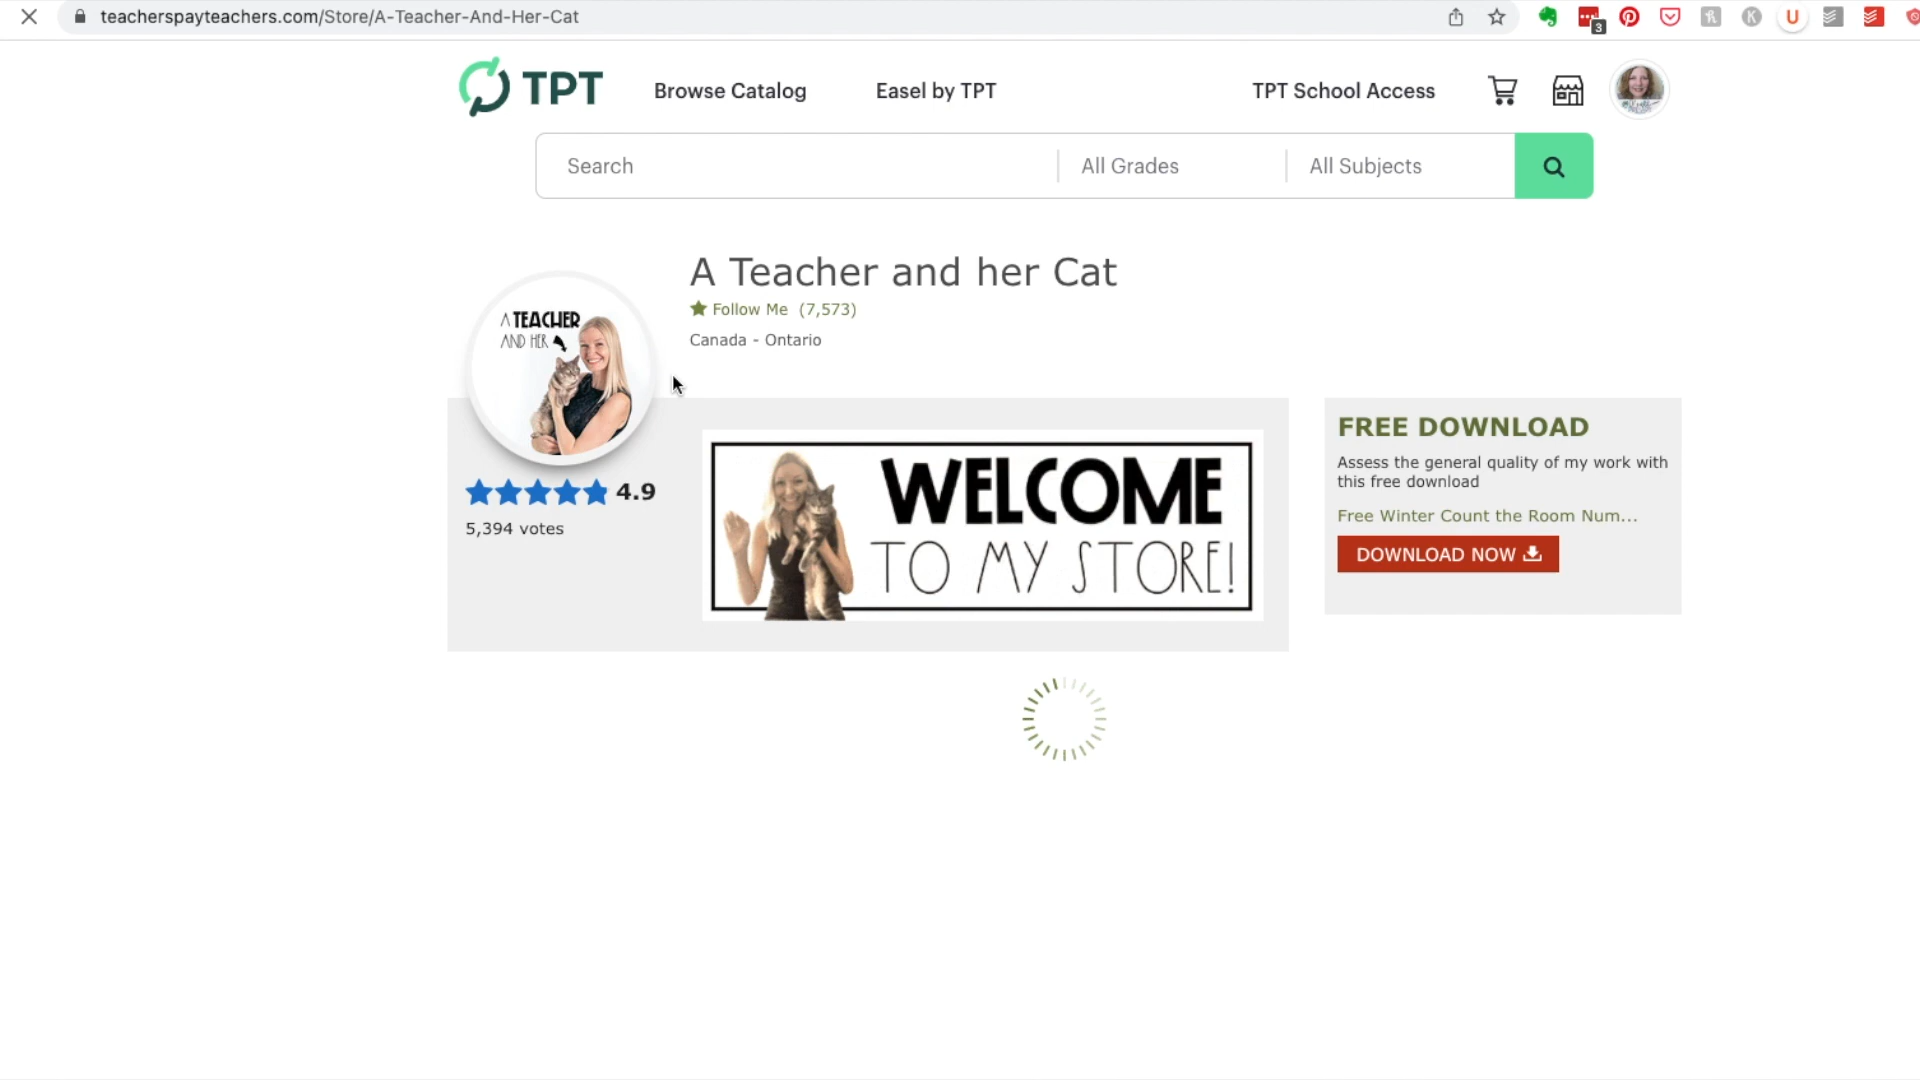 teacherspayteachers.com/Store/A-Teacher-And-Her-Cat
3
K
U
TPT
Browse Catalog
Easel by TPT
TPT School Access
Search
All Grades
All Subjects
A Teacher and her Cat
Follow Me (7,573)
Canada - Ontario
A TEACHER
AND HER
4.9
5,394 votes
WELCOME
TO MY STORE!
FREE DOWNLOAD
Assess the general quality of my work with
this free download
Free Winter Count the Room Num...
DOWNLOAD NOW